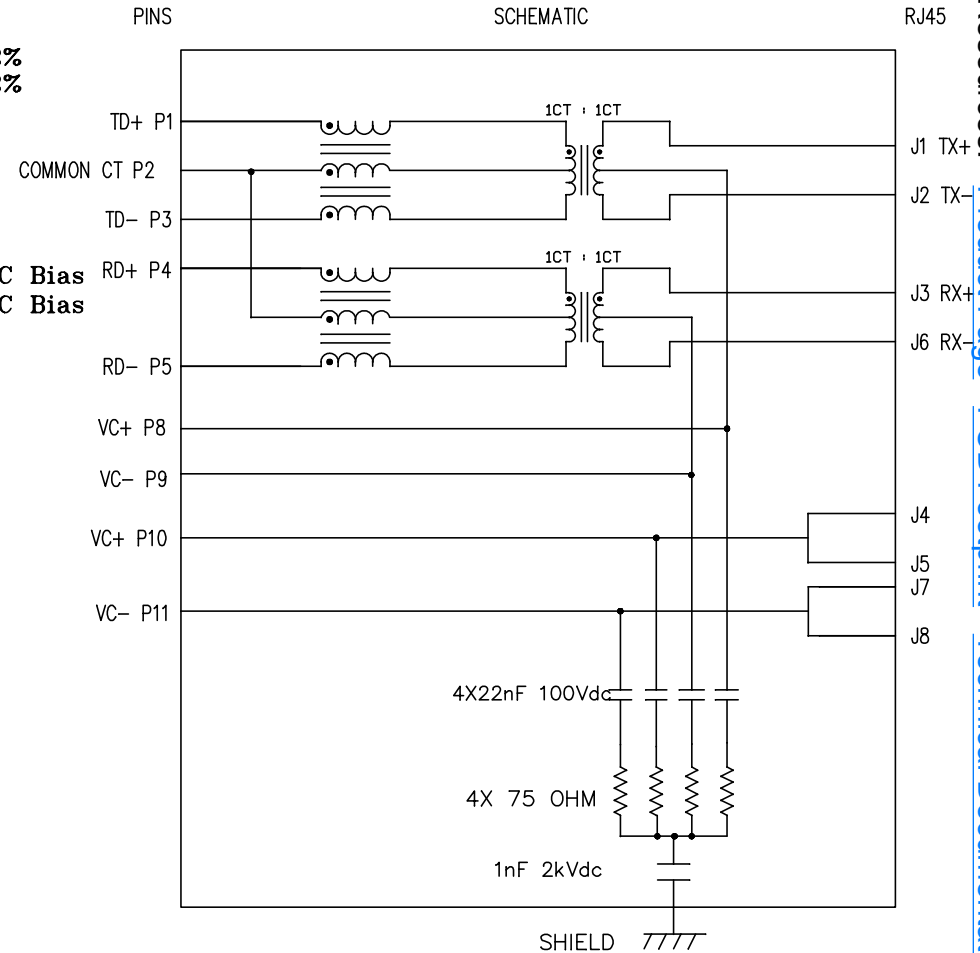 PINS
SCHEMATIC
RJ45
%
%
1CT : 1CT
TD+ P1
J1 TX+
COMMON CT P2
J2 TX-
TD- P3
1CT : 1CT
C Bias
RD+ P4
J3 RX+
C Bias
J6 RX-
RD- P5
VC+ P8
VC- P9
J4
VC+ P10
J5
J7
VC- P11
J8
4X22nF 100Vdc
4X 75 OHM
1nF 2kVdc
SHIELD